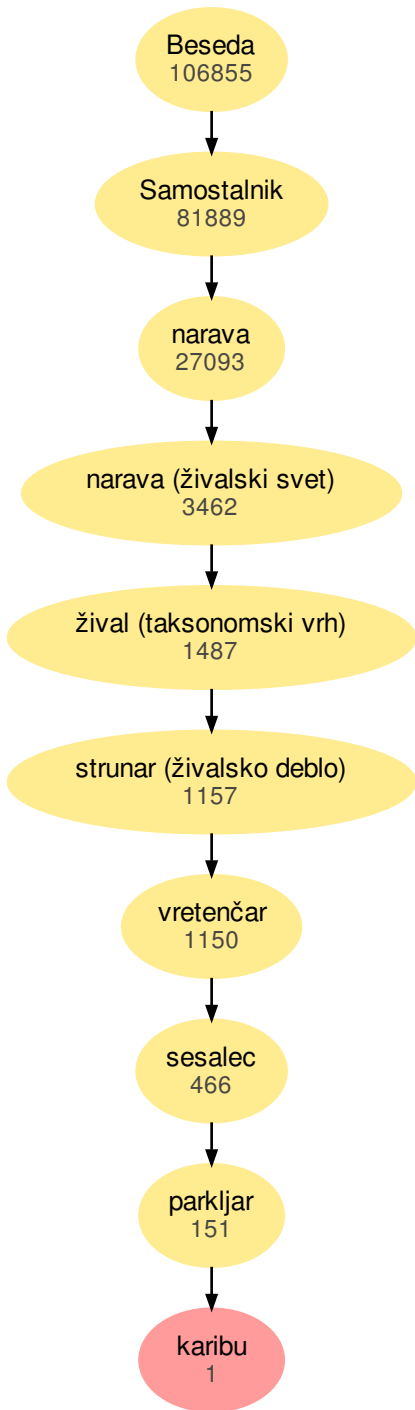 Beseda
106855
Samostalnik
81889
narava
27093
narava (živalski svet)
3462
žival (taksonomski vrh)
1487
strunar (živalsko deblo)
1157
vretenčar
1150
sesalec
466
parkljar
151
karibu
1